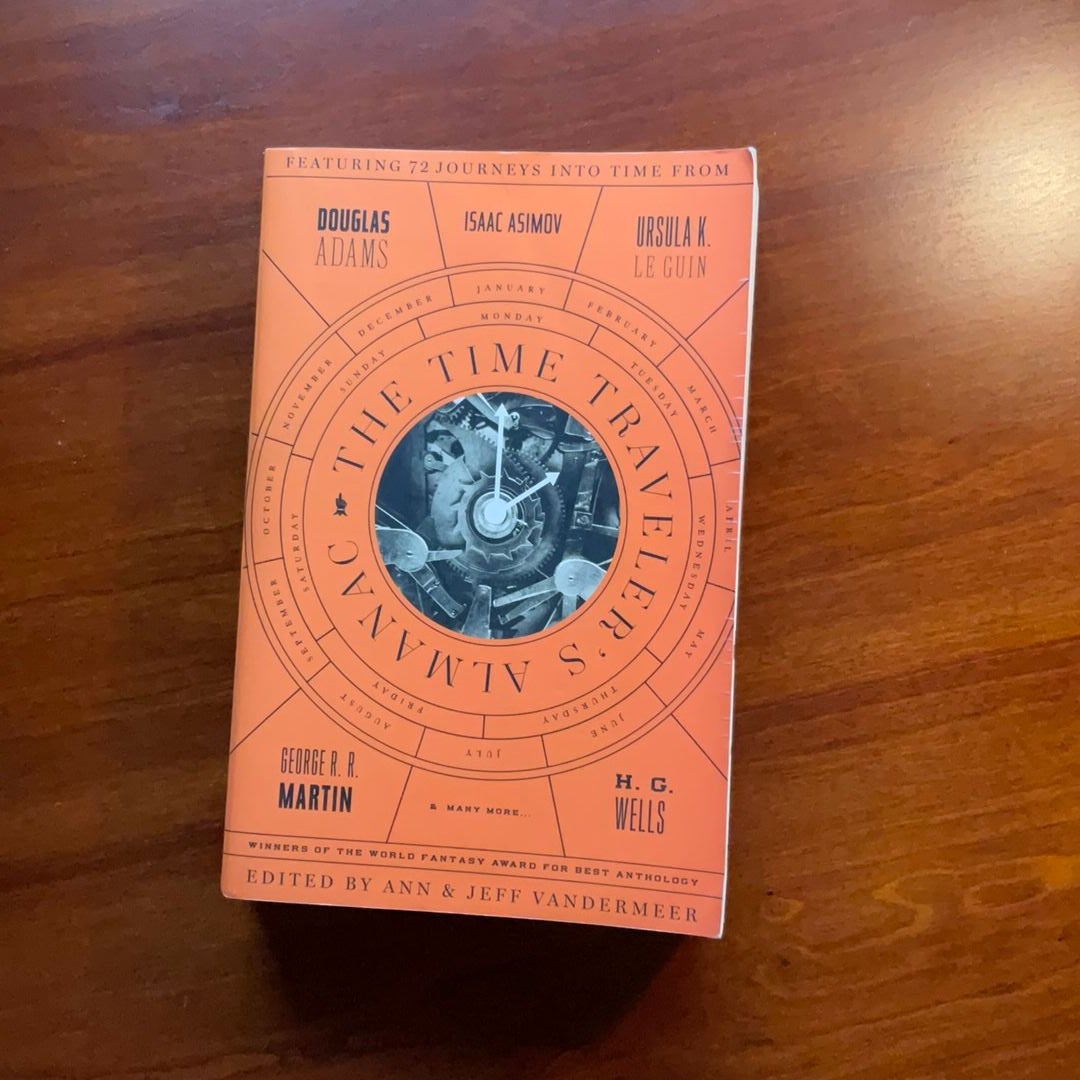 FEATURING 72 JOURNEYS INTO TIME FROM
DOUGLAS
ADAMS
ISAAC ASIMOV
URSULA K.
LE GUIN
JANUARY
FEBRUARY
MARCH
APRIL
MAY
JUNE
JULY
AUGUST
SEPTEMBER
OCTOBER
NOVEMBER
DECEMBER
MONDAY
TUESDAY
WEDNESDAY
THURSDAY
FRIDAY
SATURDAY
SUNDAY
THE TIME TRAVELER'S ALMANAC
GEORGE R. R.
MARTIN
& MANY MORE...
H. G.
WELLS
WINNERS OF THE WORLD FANTASY AWARD FOR BEST ANTHOLOGY
EDITED BY ANN & JEFF VANDERMEER